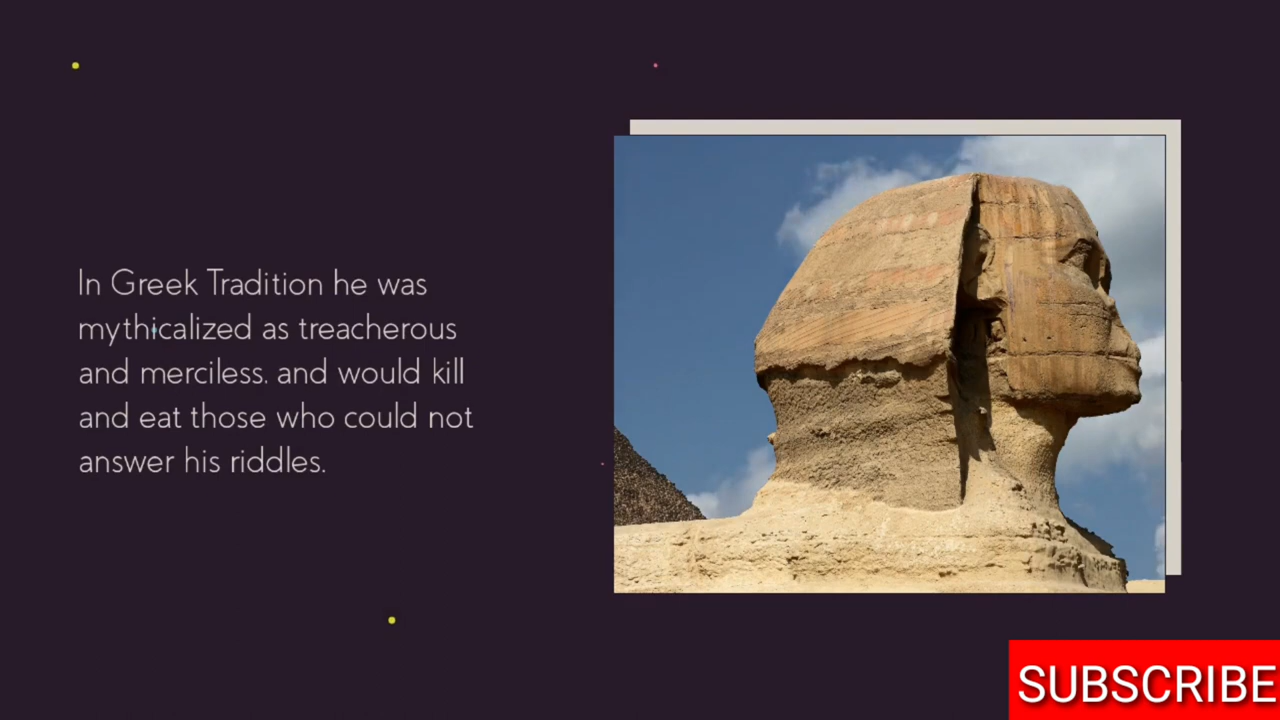 In Greek Tradition he was
mythicalized as treacherous
and merciless. and would kill
and eat those who could not
answer his riddles.
SUBSCRIBE